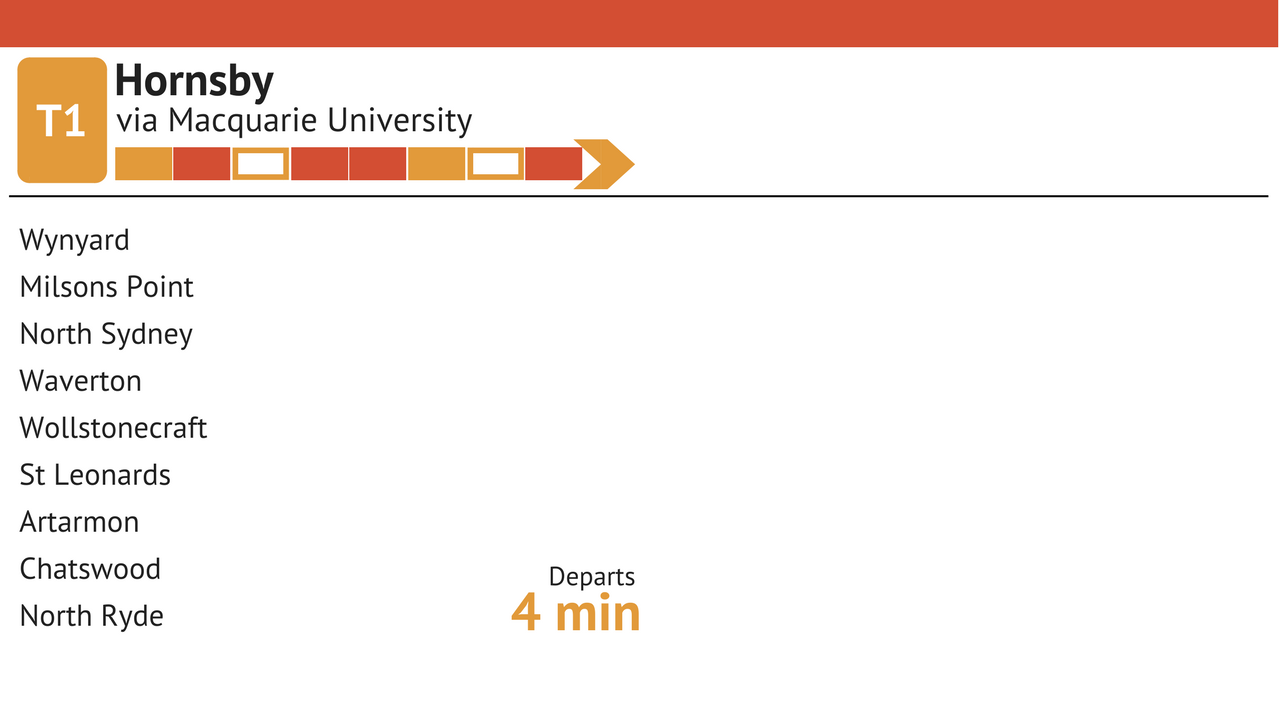 T1
Hornsby
via Macquarie University
Wynyard
Milsons Point
North Sydney
Waverton
Wollstonecraft
St Leonards
Artarmon
Chatswood
North Ryde
Departs
4 min